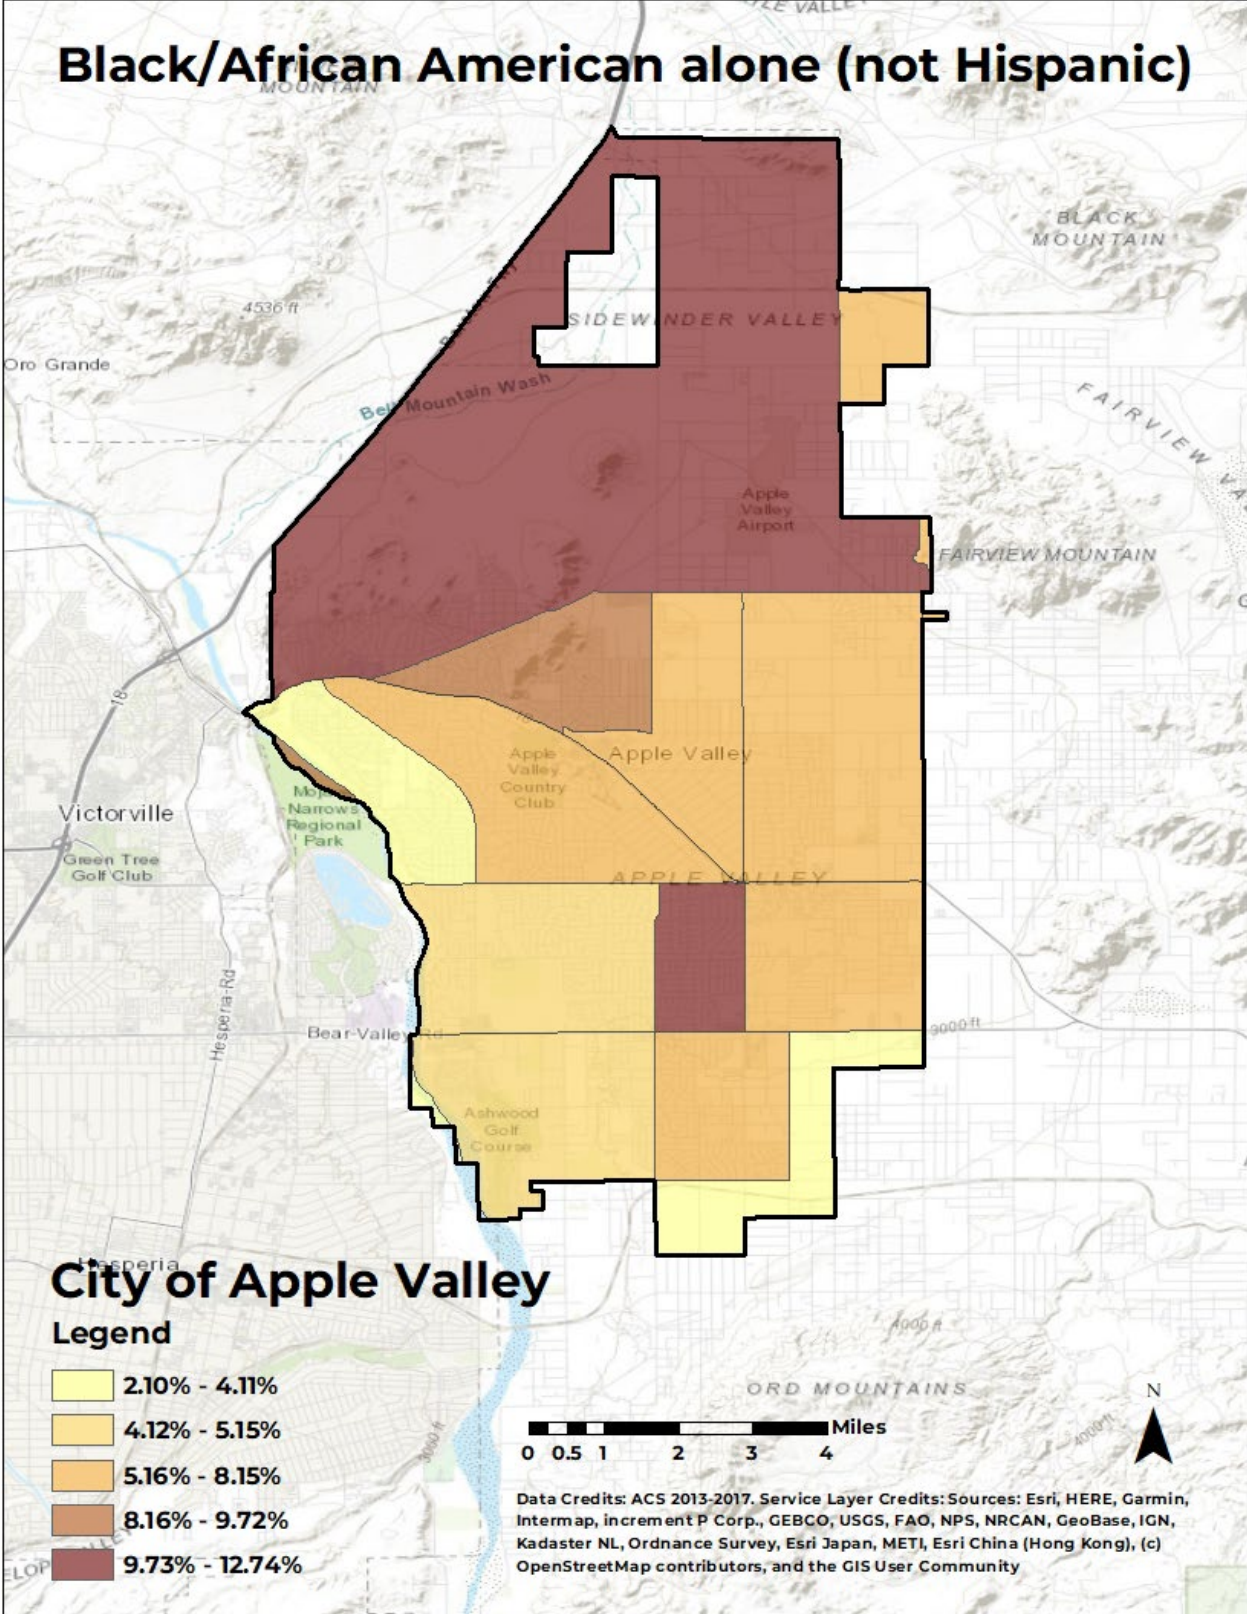 Black/African American alone (not Hispanic)
MOUNTAIN
BLACK
MOUNTAIN
4536 ft
SIDEWINDER VALLEY
Oro Grande
Bell Mountain Wash
FAIRVIEW
Apple
Valley
Airport
FAIRVIEW MOUNTAIN
18
Apple Valley
Apple
Valley
Country
Club
Victorville
Narrows
Regional
Park
Green Tree
Golf Club
APPLE VALLEY
Hesperia-Rd
Bear-Valley Rd
3000 ft
Ashwood
Golf
Course
Hesperia
City of Apple Valley
Legend
4000 ft
2.10% - 4.11%
4.12% - 5.15%
5.16% - 8.15%
8.16% - 9.72%
9.73% - 12.74%
ORD MOUNTAINS
N
4000 ft
Miles
0 0.5 1 2 3 4
Data Credits: ACS 2013-2017. Service Layer Credits: Sources: Esri, HERE, Garmin,
Intermap, increment P Corp., GEBCO, USGS, FAO, NPS, NRCAN, GeoBase, IGN,
Kadaster NL, Ordnance Survey, Esri Japan, METI, Esri China (Hong Kong), (c)
OpenStreetMap contributors, and the GIS User Community